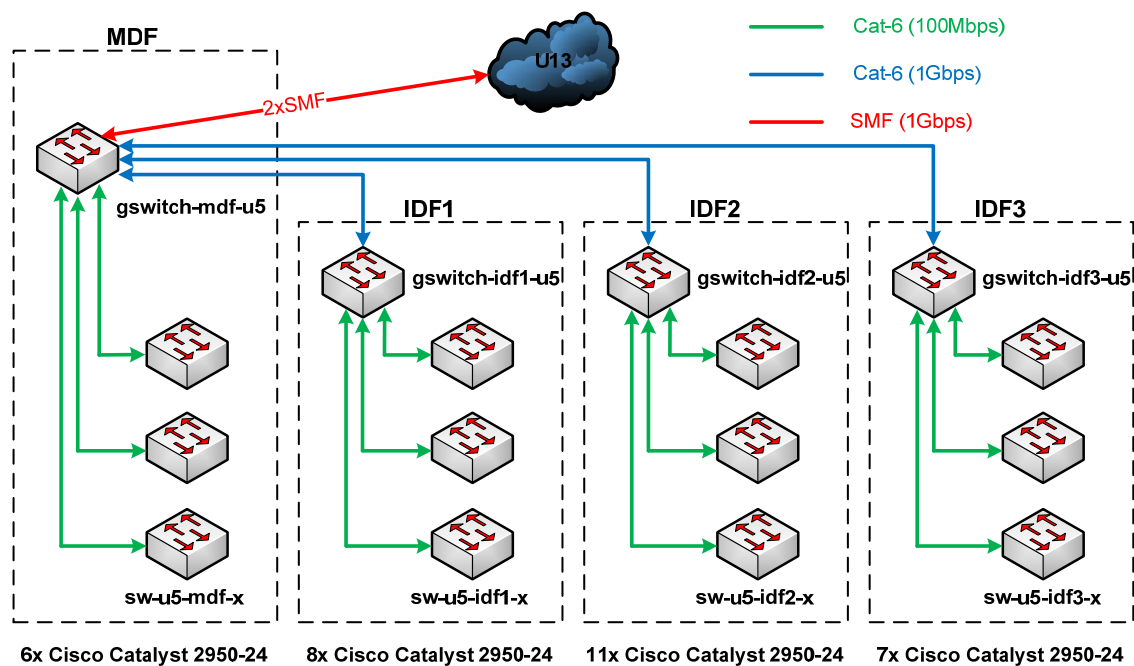 MDF
U13
Cat-6 (100Mbps)
Cat-6 (1Gbps)
SMF (1Gbps)
2xSMF
gswitch-mdf-u5
IDF1
IDF2
IDF3
gswitch-idf1-u5
gswitch-idf2-u5
gswitch-idf3-u5
sw-u5-mdf-x
sw-u5-idf1-x
sw-u5-idf2-x
sw-u5-idf3-x
6x Cisco Catalyst 2950-24
8x Cisco Catalyst 2950-24
11x Cisco Catalyst 2950-24
7x Cisco Catalyst 2950-24